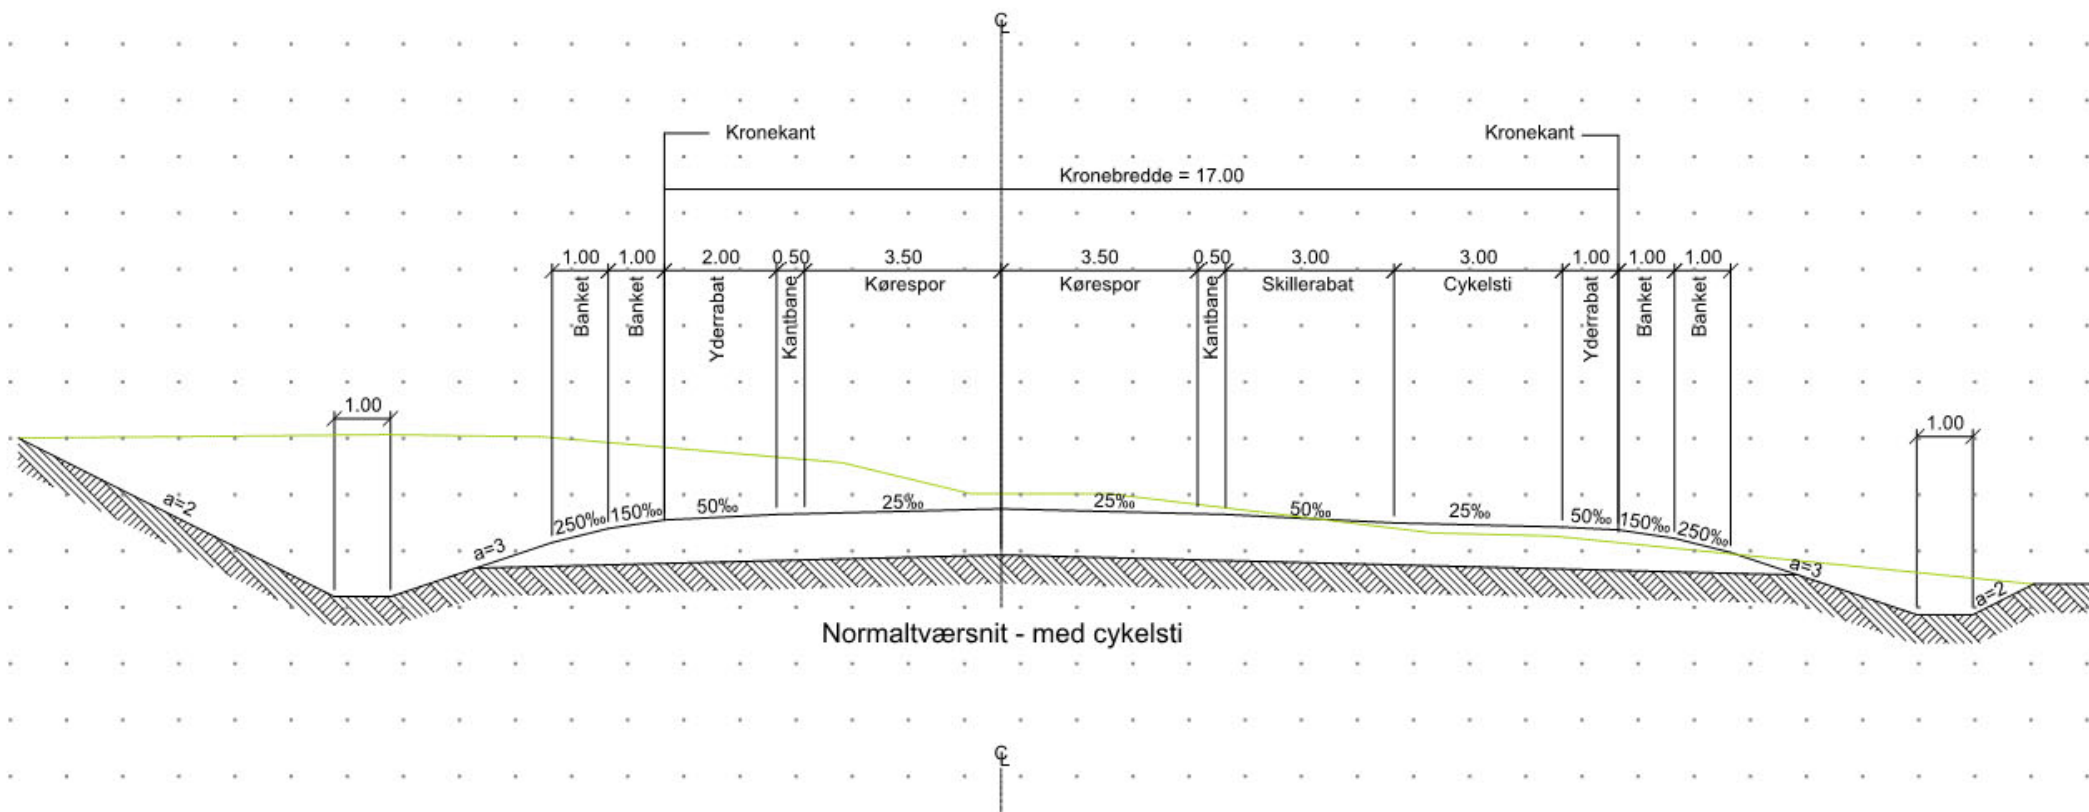 ℄
Kronekant Kronekant
Kronebredde = 17.00
1.00 1.00 2.00 0.50 3.50 3.50 0.50 3.00 3.00 1.00 1.00 1.00
Banket Banket Yderrabat Kantbane Kørespor Kørespor Kantbane Skillerabat Cykelsti Yderrabat Banket Banket
1.00 1.00
a=2 a=3 250‰ 150‰ 50‰ 25‰ 25‰ 50‰ 25‰ 50‰ 150‰ 250‰ a=3 a=2
Normaltværsnit - med cykelsti
℄